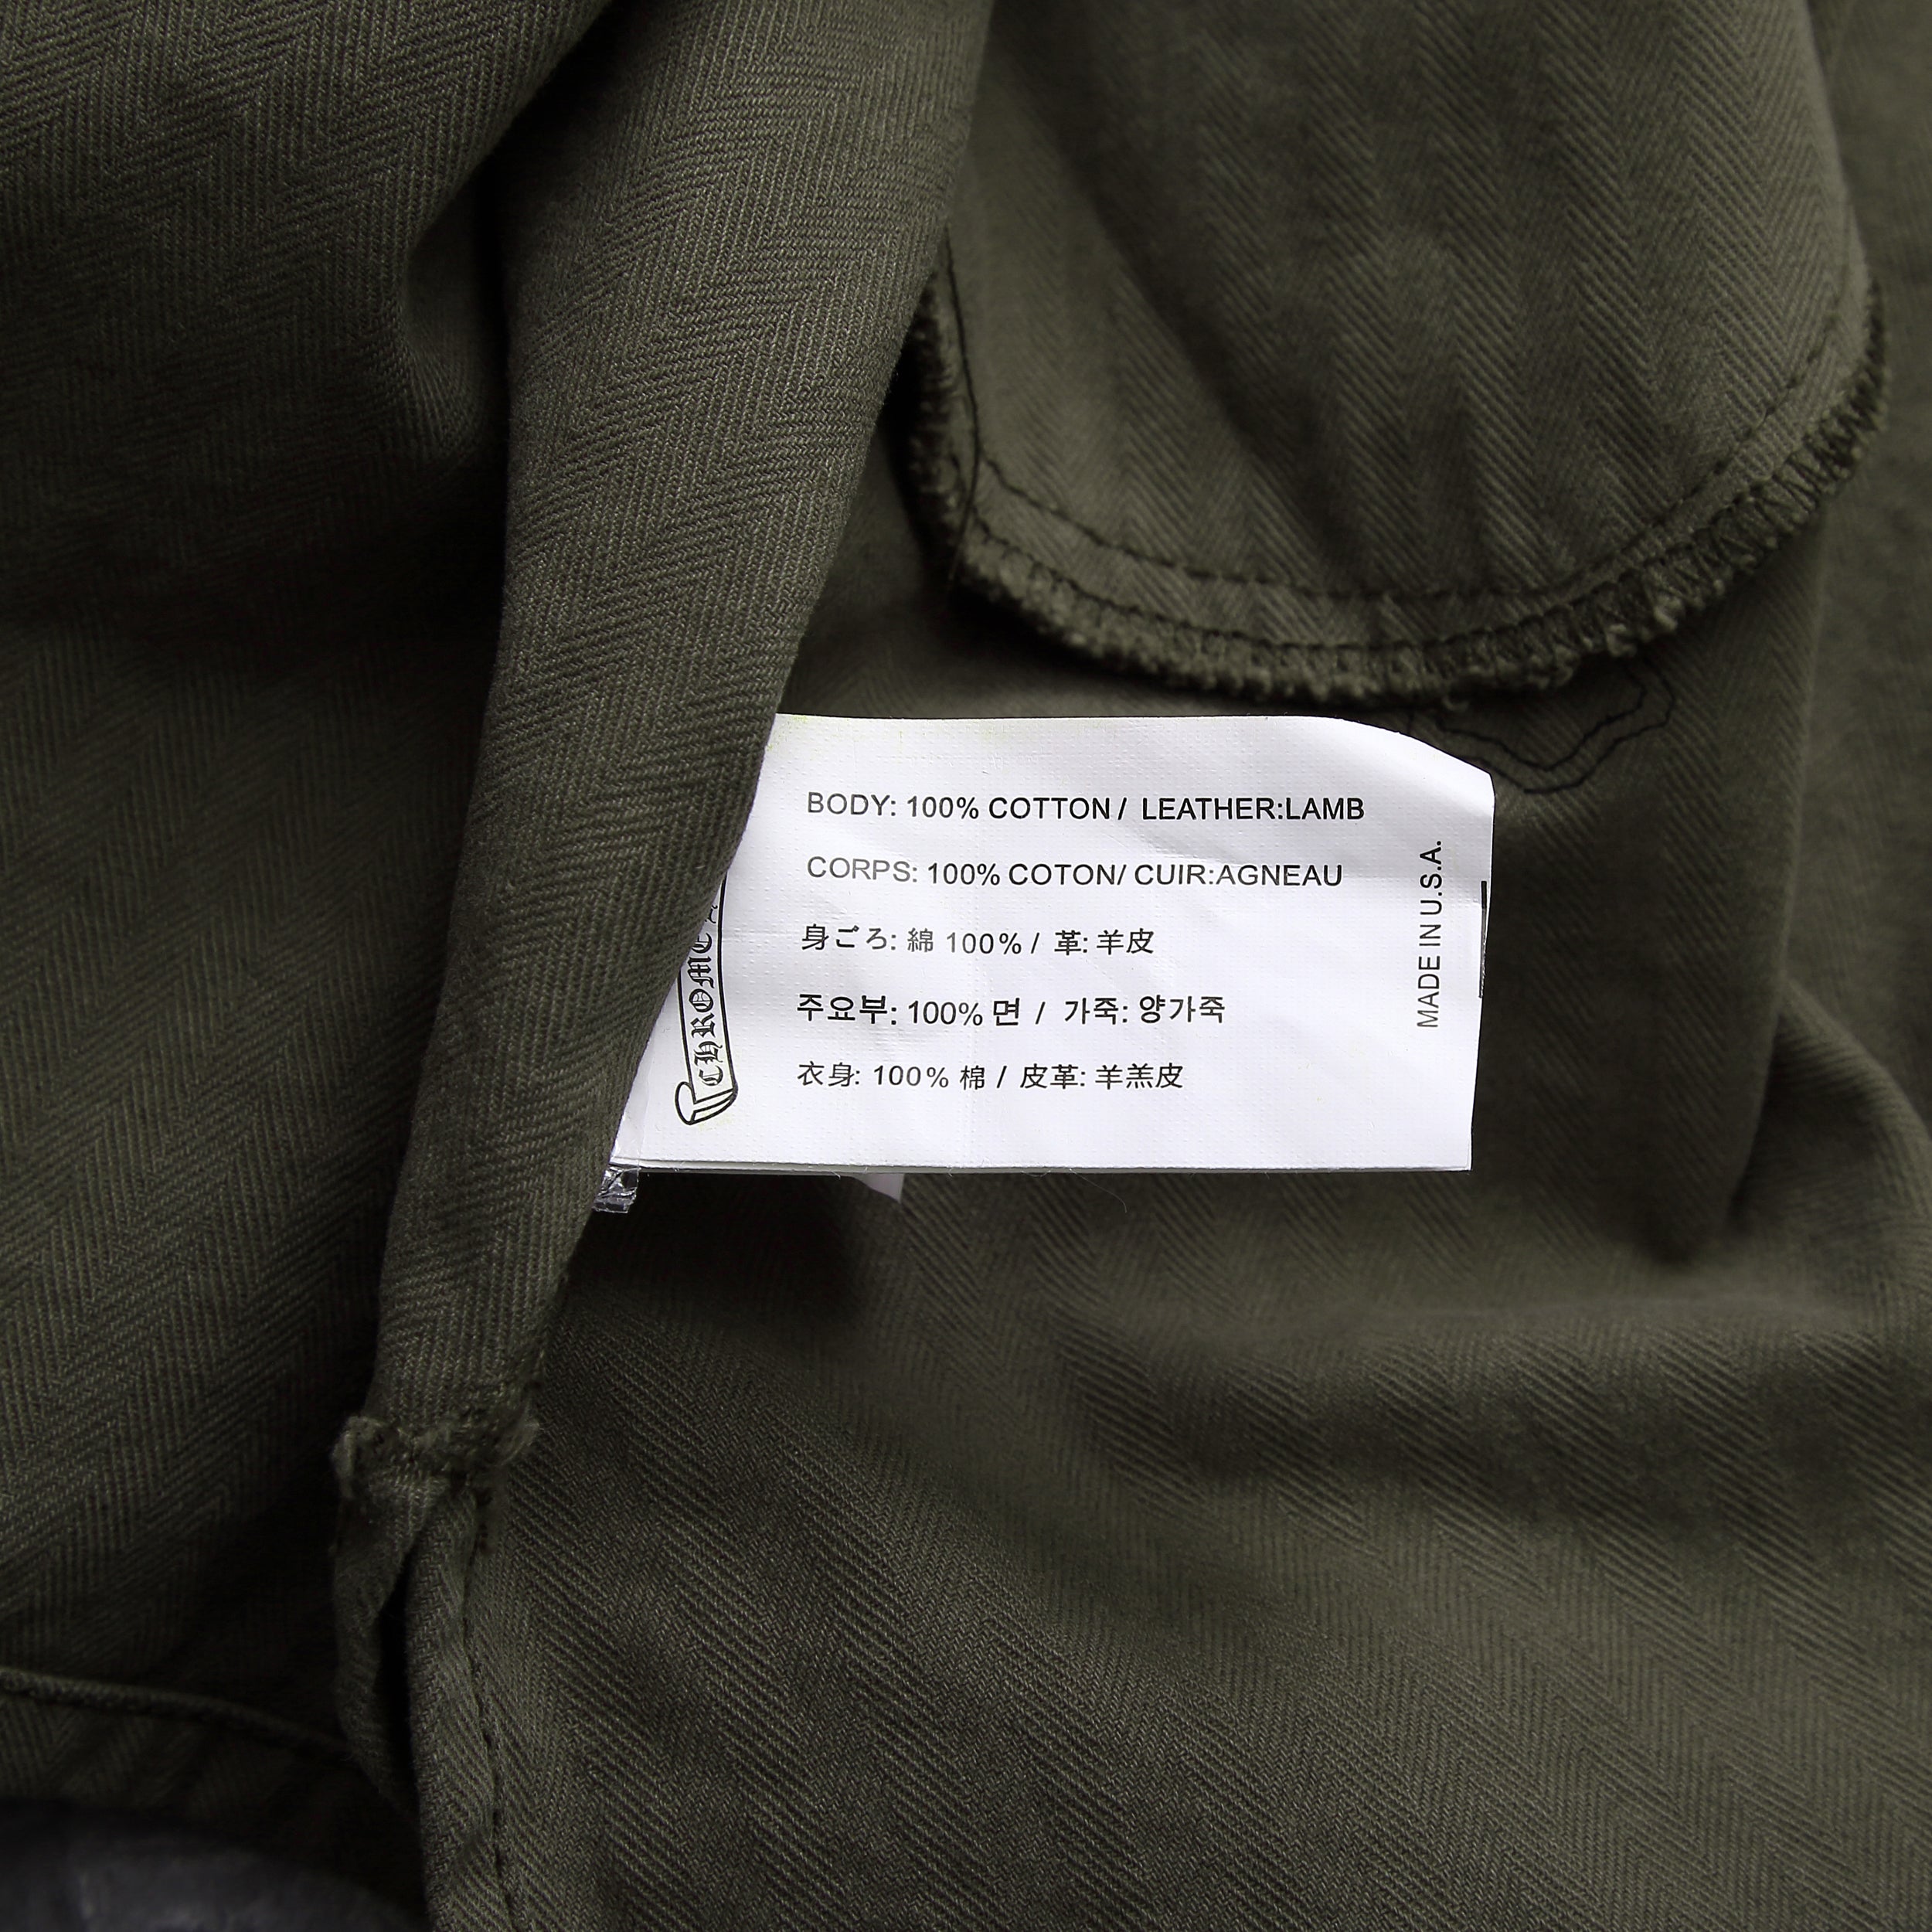 BODY: 100% COTTON / LEATHER:LAMB
CORPS: 100% COTON/ CUIR:AGNEAU
身ごろ: 綿 100% / 革: 羊皮
주요부: 100% 면 / 가죽: 양가죽
衣身: 100% 棉 / 皮革: 羊羔皮
MADE IN U.S.A.
CHROME